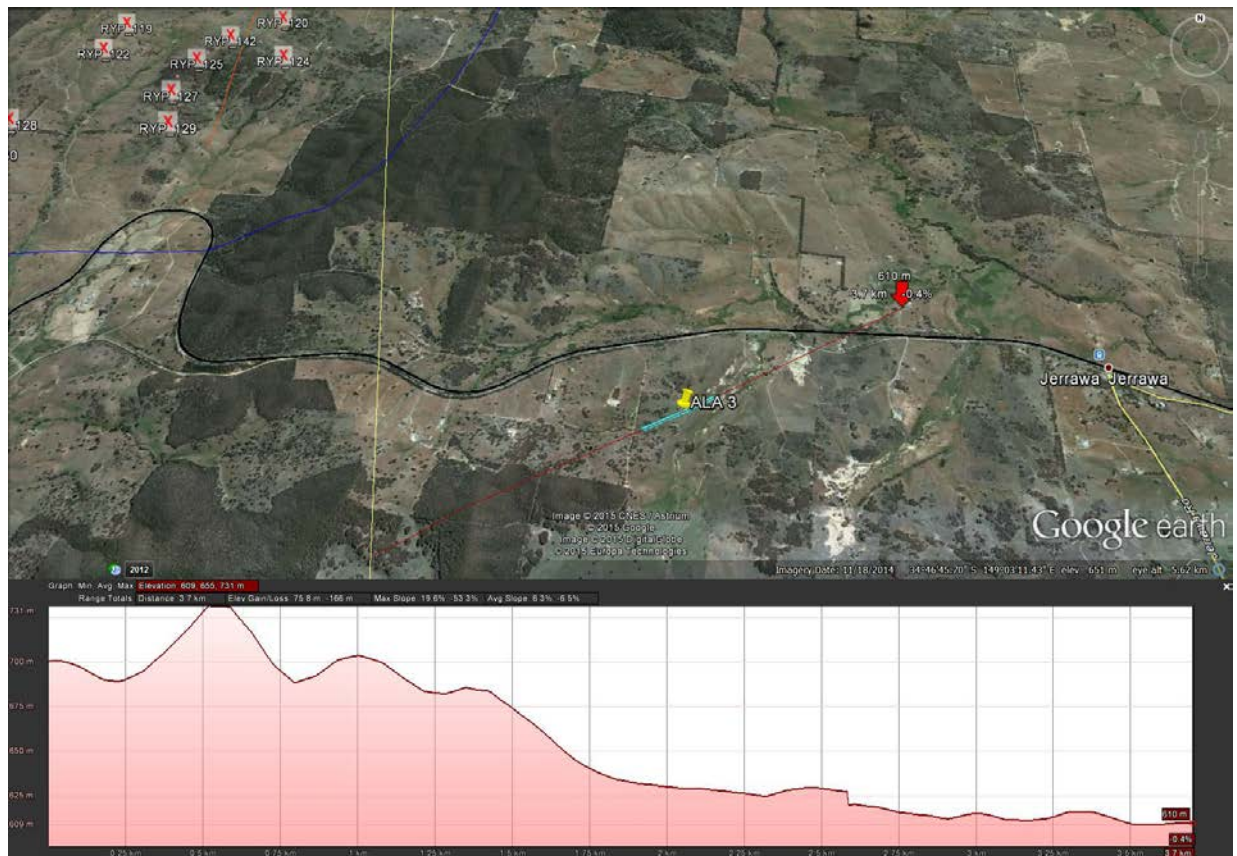 RYP_119
RYP_120
RYP_142
RYP_122
RYP_125
RYP_124
RYP_127
RYP_129
128
N
610 m
3.7 km -0.4%
Jerrawa Jerrawa
ALA 3
Image © 2015 CNES / Astrium
© 2015 Google
Image © 2015 DigitalGlobe
© 2015 Europa Technologies
Google earth
2012
Imagery Date: 11/18/2014 34°46'45.70" S 149°03'11.43" E elev 651 m eye alt 5.62 km
Graph: Min, Avg, Max Elevation: 609, 655, 731 m
Range Totals: Distance: 3.7 km Elev Gain/Loss: 75.8 m, -166 m Max Slope: 19.6%, -53.3% Avg Slope: 6.3%, -6.5%
731 m
700 m
675 m
650 m
625 m
609 m
610 m
-0.4%
0.25 km 0.5 km 0.75 km 1 km 1.25 km 1.5 km 1.75 km 2 km 2.25 km 2.5 km 2.75 km 3 km 3.25 km 3.5 km 3.7 km